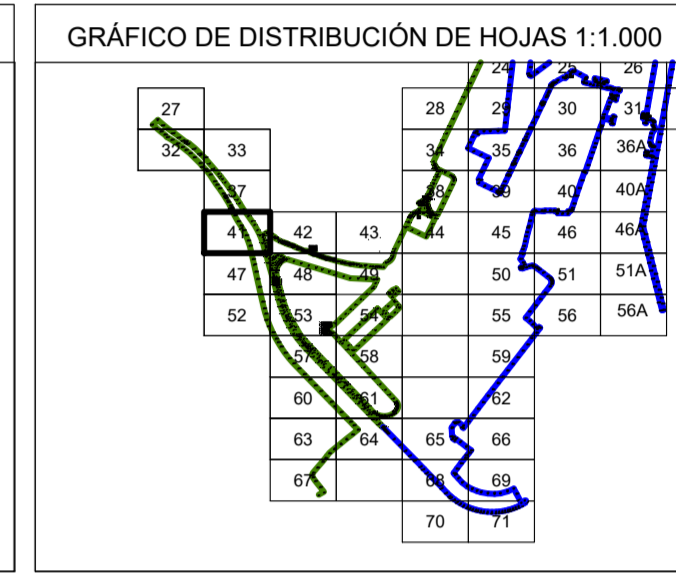 GRÁFICO DE DISTRIBUCIÓN DE HOJAS 1:1.000
24 25 26
27 28 29 30 31
32 33 34 35 36 36A
37 38 39 40 40A
41 42 43 44 45 46 46A
47 48 49 50 51 51A
52 53 54 55 56 56A
57 58 59
60 61 62
63 64 65 66
67 68 69
70 71